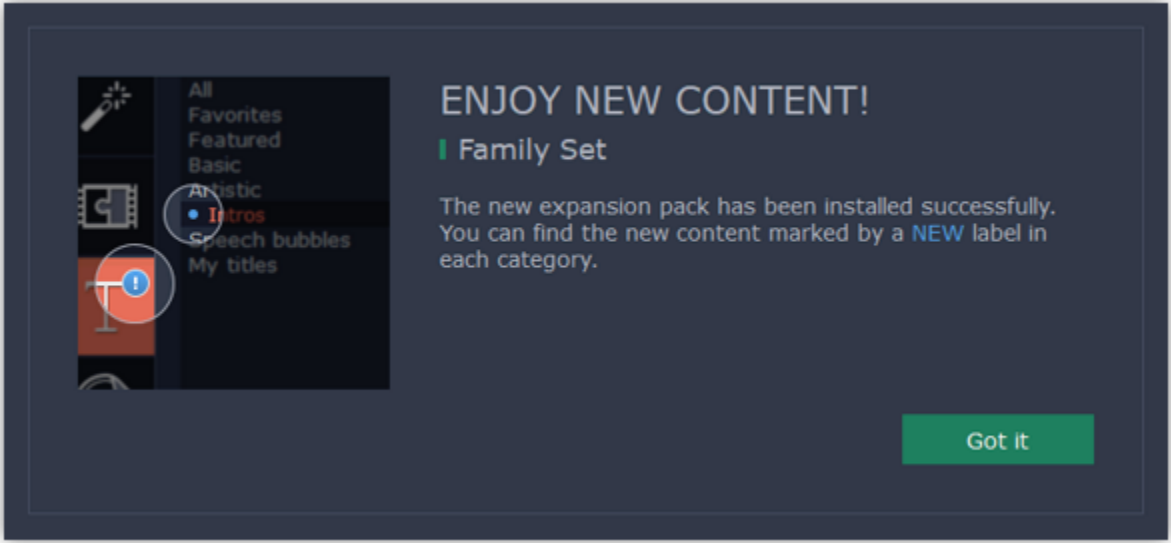 All
Favorites
Featured
Basic
Artistic
Intros
Speech bubbles
My titles
T
!
ENJOY NEW CONTENT!
Family Set
The new expansion pack has been installed successfully.
You can find the new content marked by a NEW label in
each category.
Got it